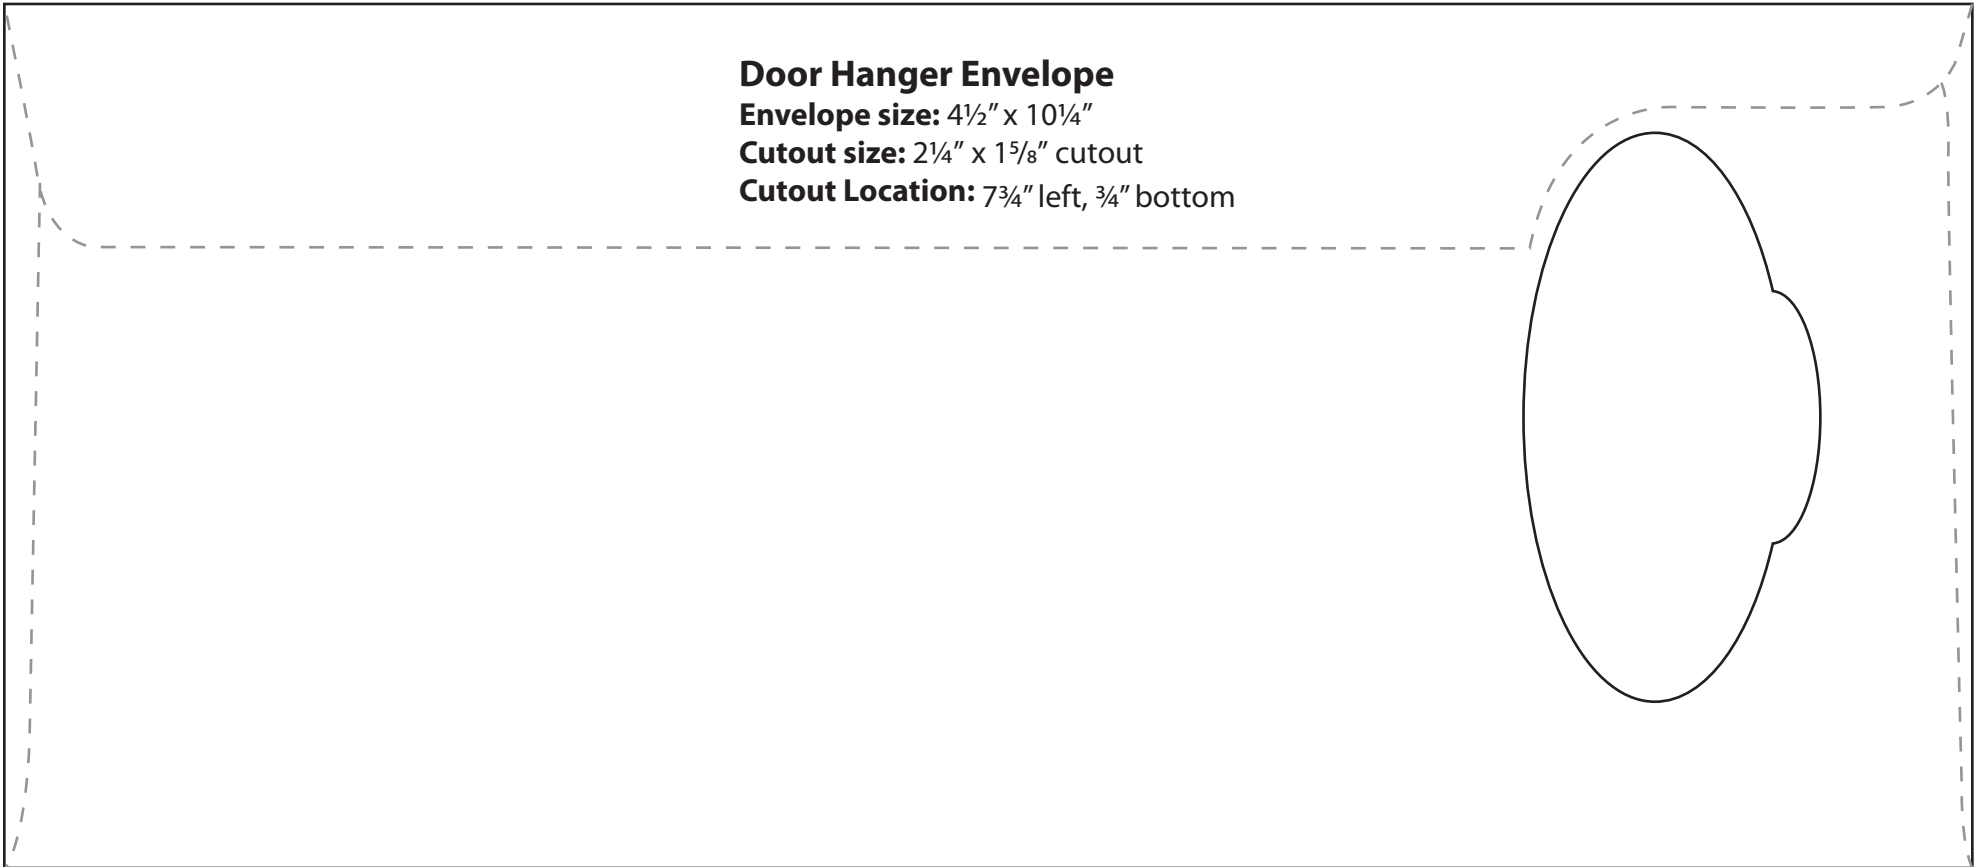 Door Hanger Envelope
Envelope size: 4½” x 10¼”
Cutout size: 2¼” x 1⅝” cutout
Cutout Location: 7¾” left, ¾” bottom